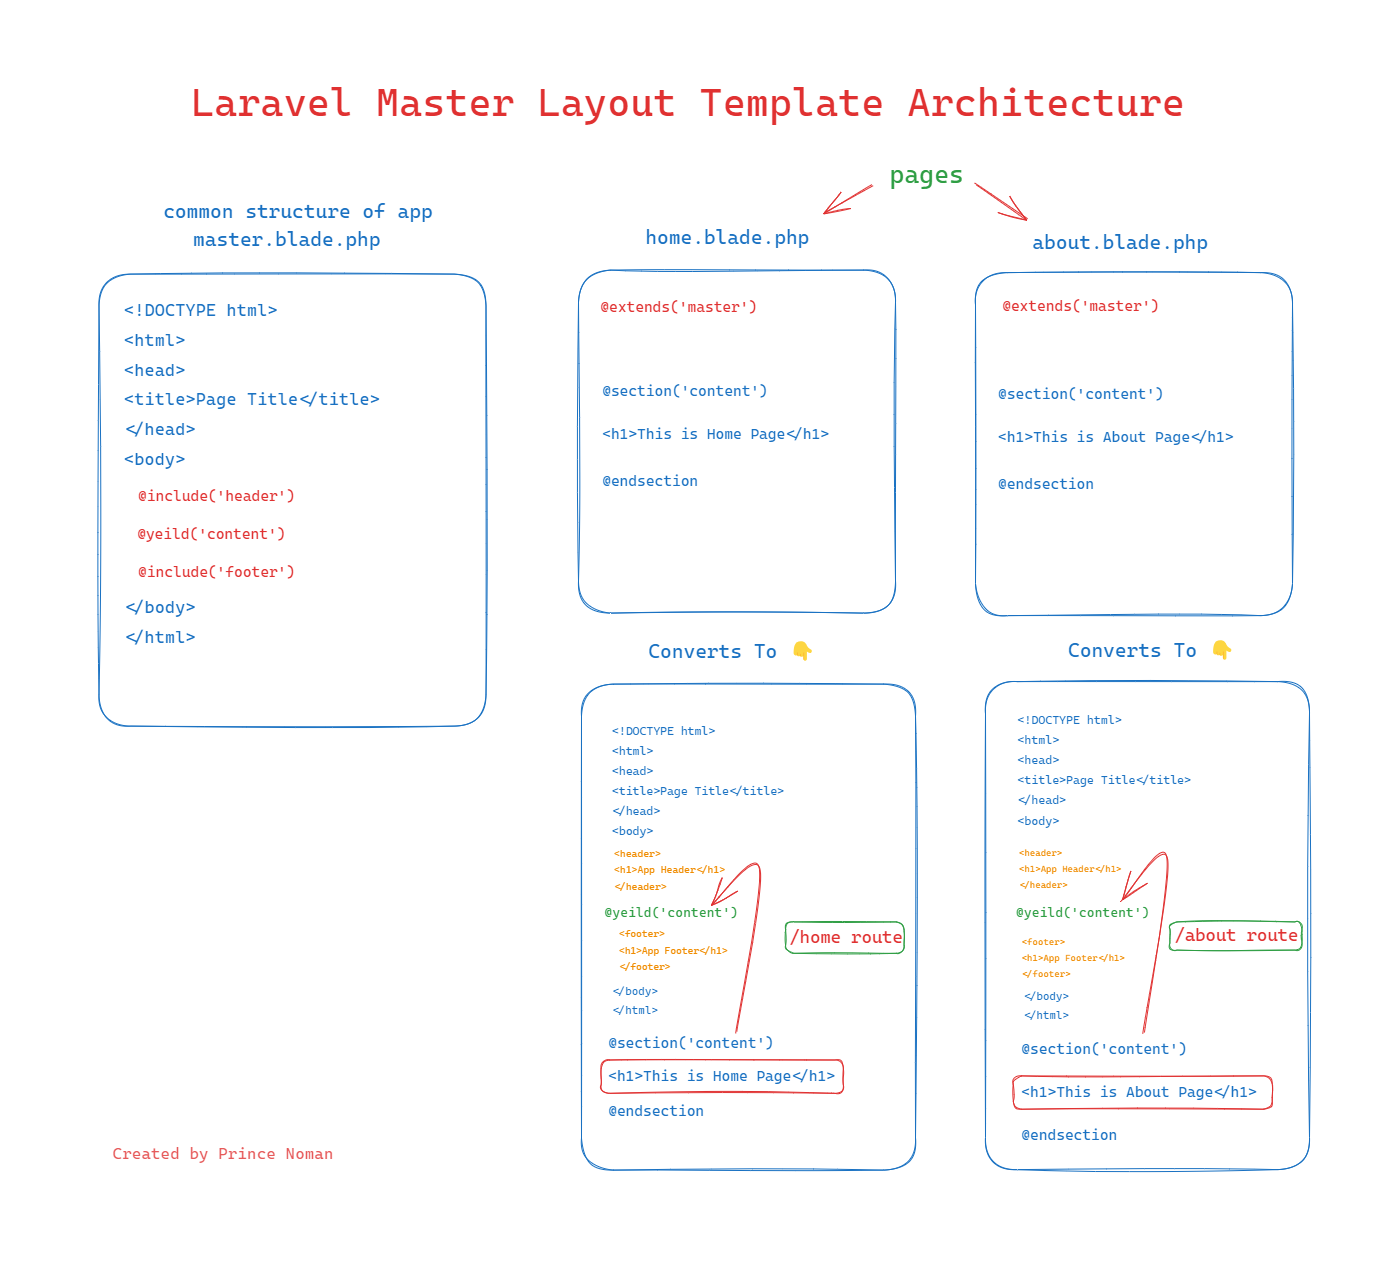 Laravel Master Layout Template Architecture
common structure of app
master.blade.php
<!DOCTYPE html>
<html>
<head>
<title>Page Title</title>
</head>
<body>
@include('header')
@yeild('content')
@include('footer')
</body>
</html>
pages
home.blade.php
@extends('master')
@section('content')
<h1>This is Home Page</h1>
@endsection
about.blade.php
@extends('master')
@section('content')
<h1>This is About Page</h1>
@endsection
Converts To 👇
<!DOCTYPE html>
<html>
<head>
<title>Page Title</title>
</head>
<body>
<header>
<h1>App Header</h1>
</header>
@yeild('content')
<footer>
<h1>App Footer</h1>
</footer>
</body>
</html>
/home route
@section('content')
<h1>This is Home Page</h1>
@endsection
Converts To 👇
<!DOCTYPE html>
<html>
<head>
<title>Page Title</title>
</head>
<body>
<header>
<h1>App Header</h1>
</header>
@yeild('content')
<footer>
<h1>App Footer</h1>
</footer>
</body>
</html>
/about route
@section('content')
<h1>This is About Page</h1>
@endsection
Created by Prince Noman